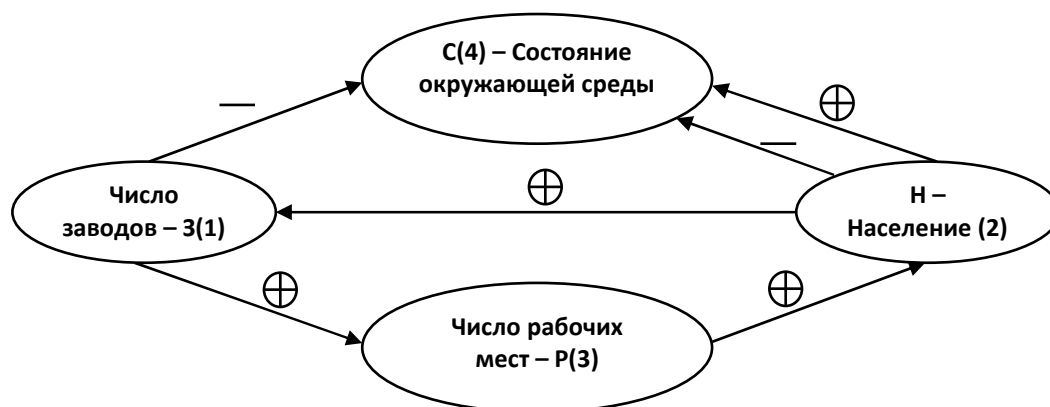 С(4) – Состояние
окружающей среды
—
⊕
—
Число
заводов – З(1)
⊕
Н –
Население (2)
⊕
⊕
Число рабочих
мест – Р(3)